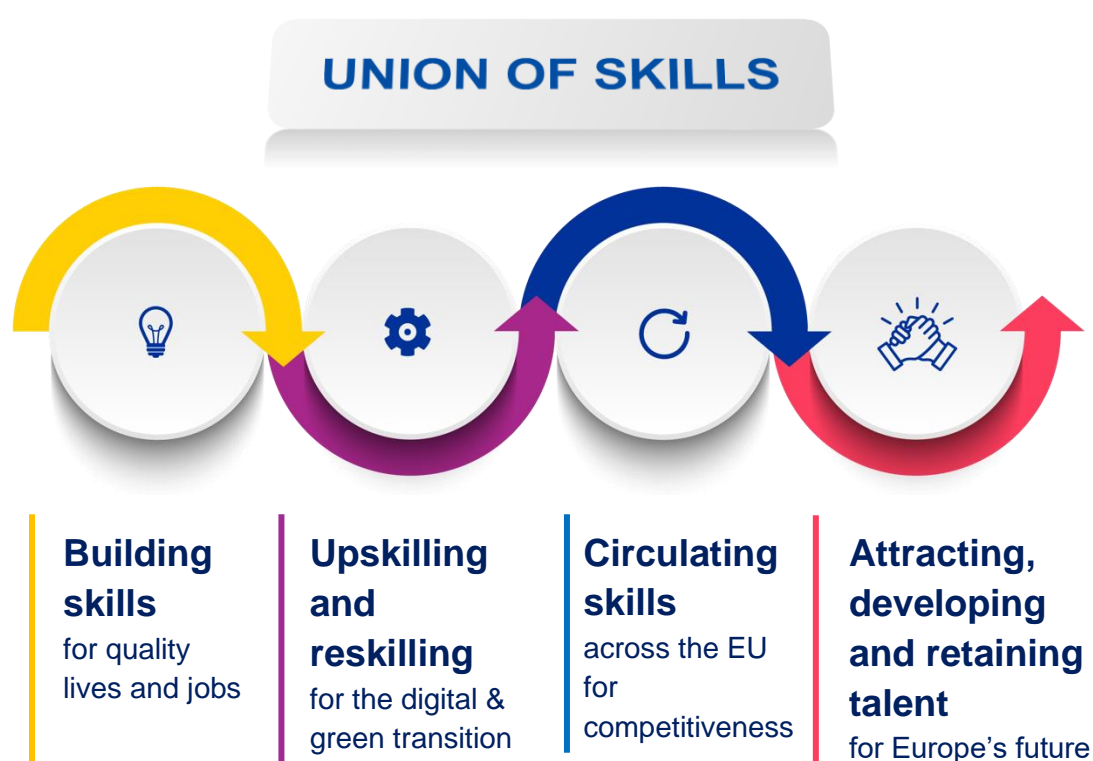 UNION OF SKILLS
Building
skills
for quality
lives and jobs
Upskilling
and
reskilling
for the digital &
green transition
Circulating
skills
across the EU
for
competitiveness
Attracting,
developing
and retaining
talent
for Europe's future